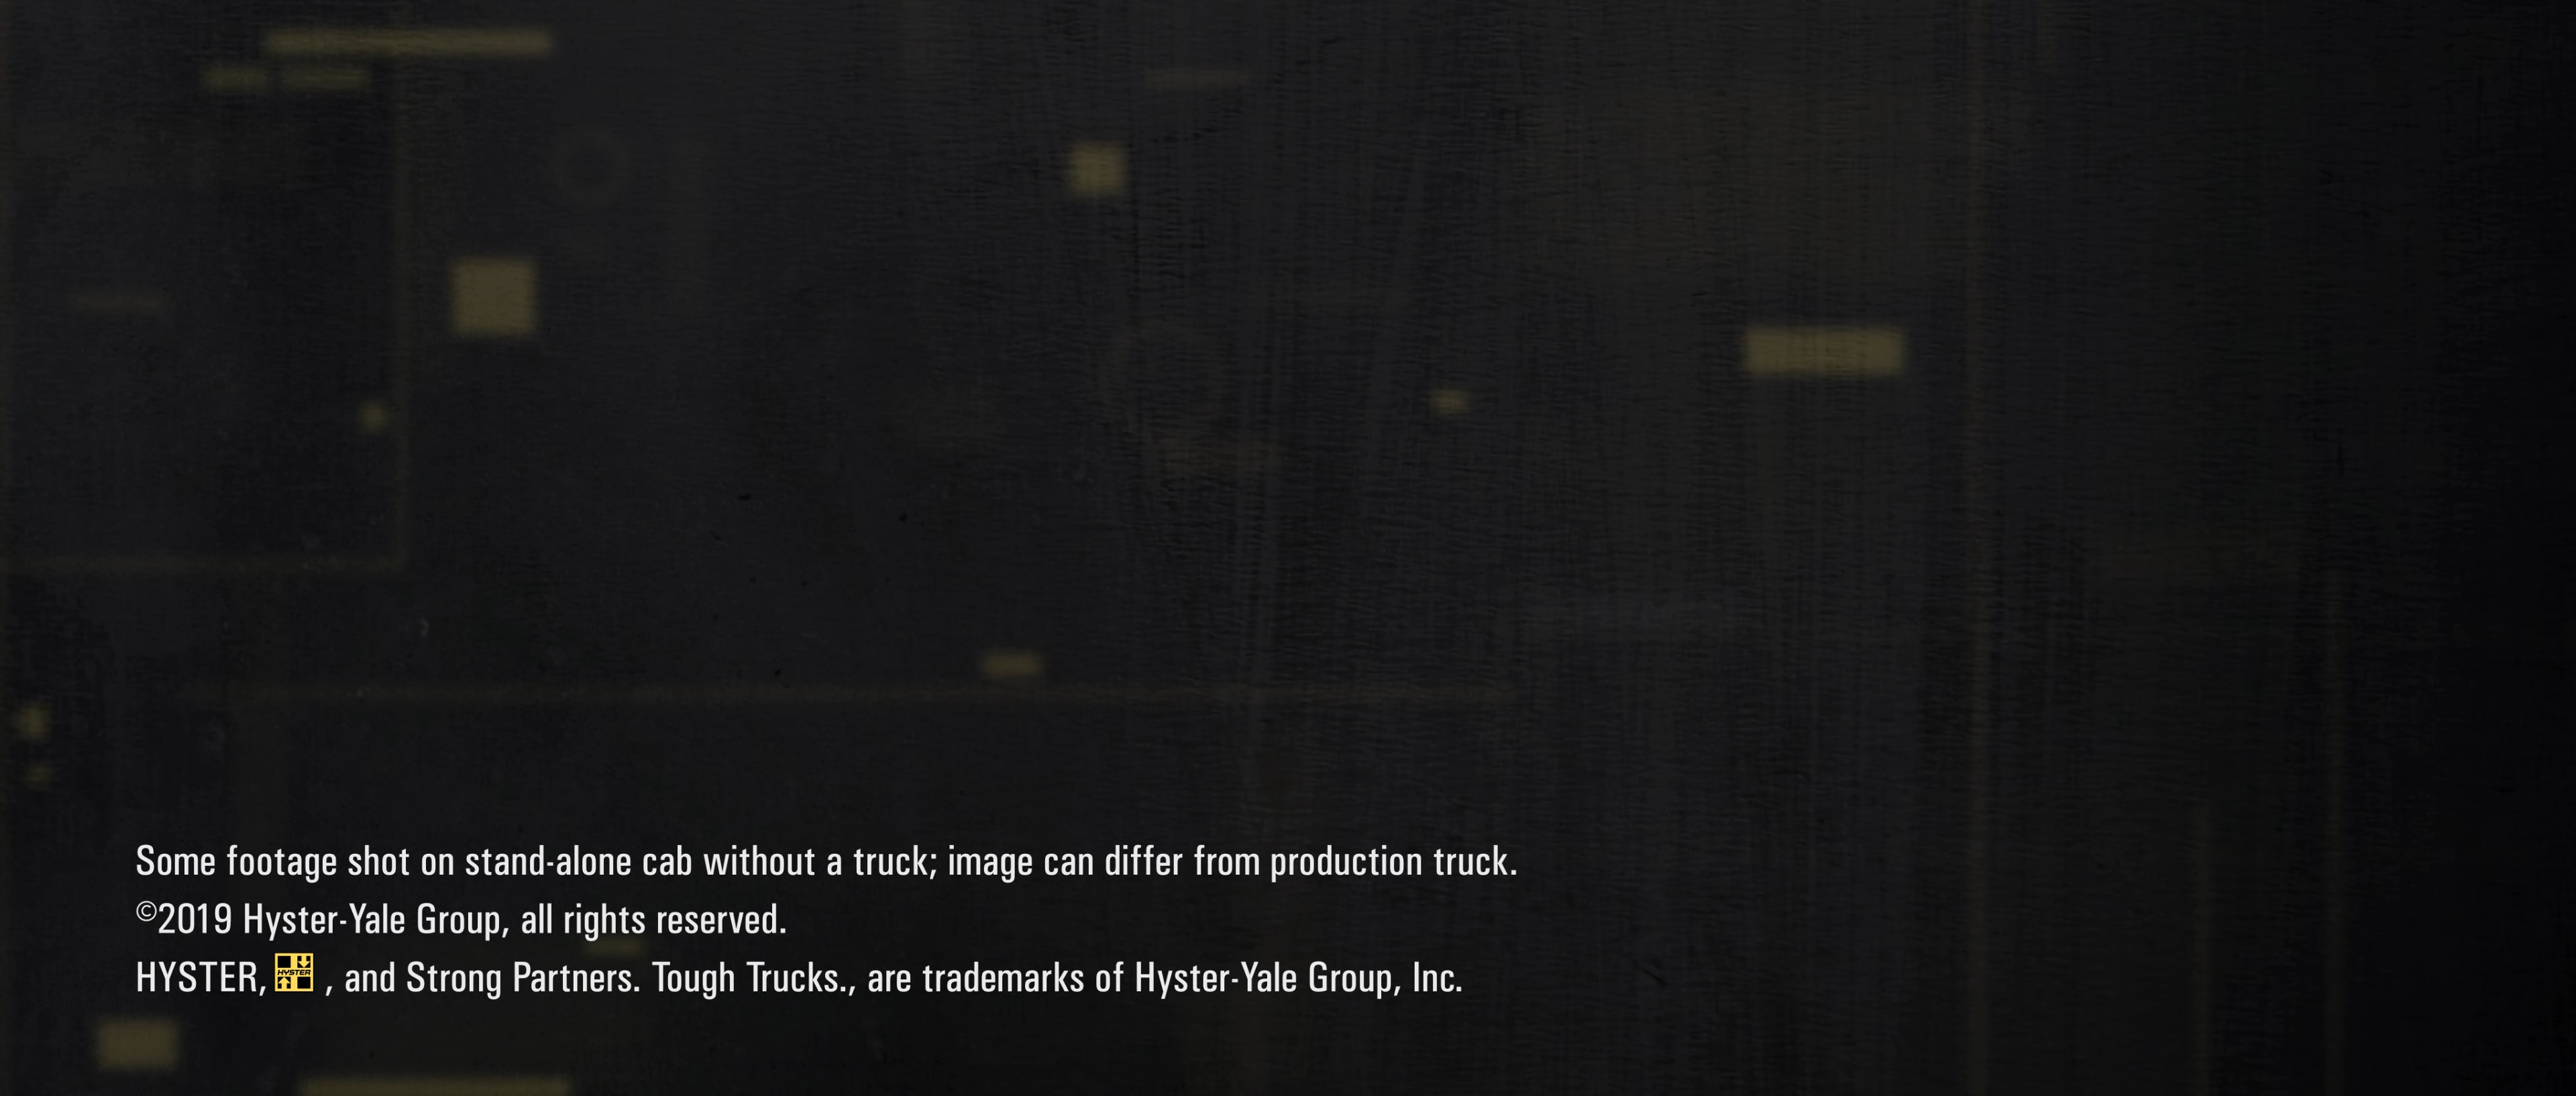 Some footage shot on stand-alone cab without a truck; image can differ from production truck.
©2019 Hyster-Yale Group, all rights reserved.
HYSTER, HYSTER , and Strong Partners. Tough Trucks., are trademarks of Hyster-Yale Group, Inc.